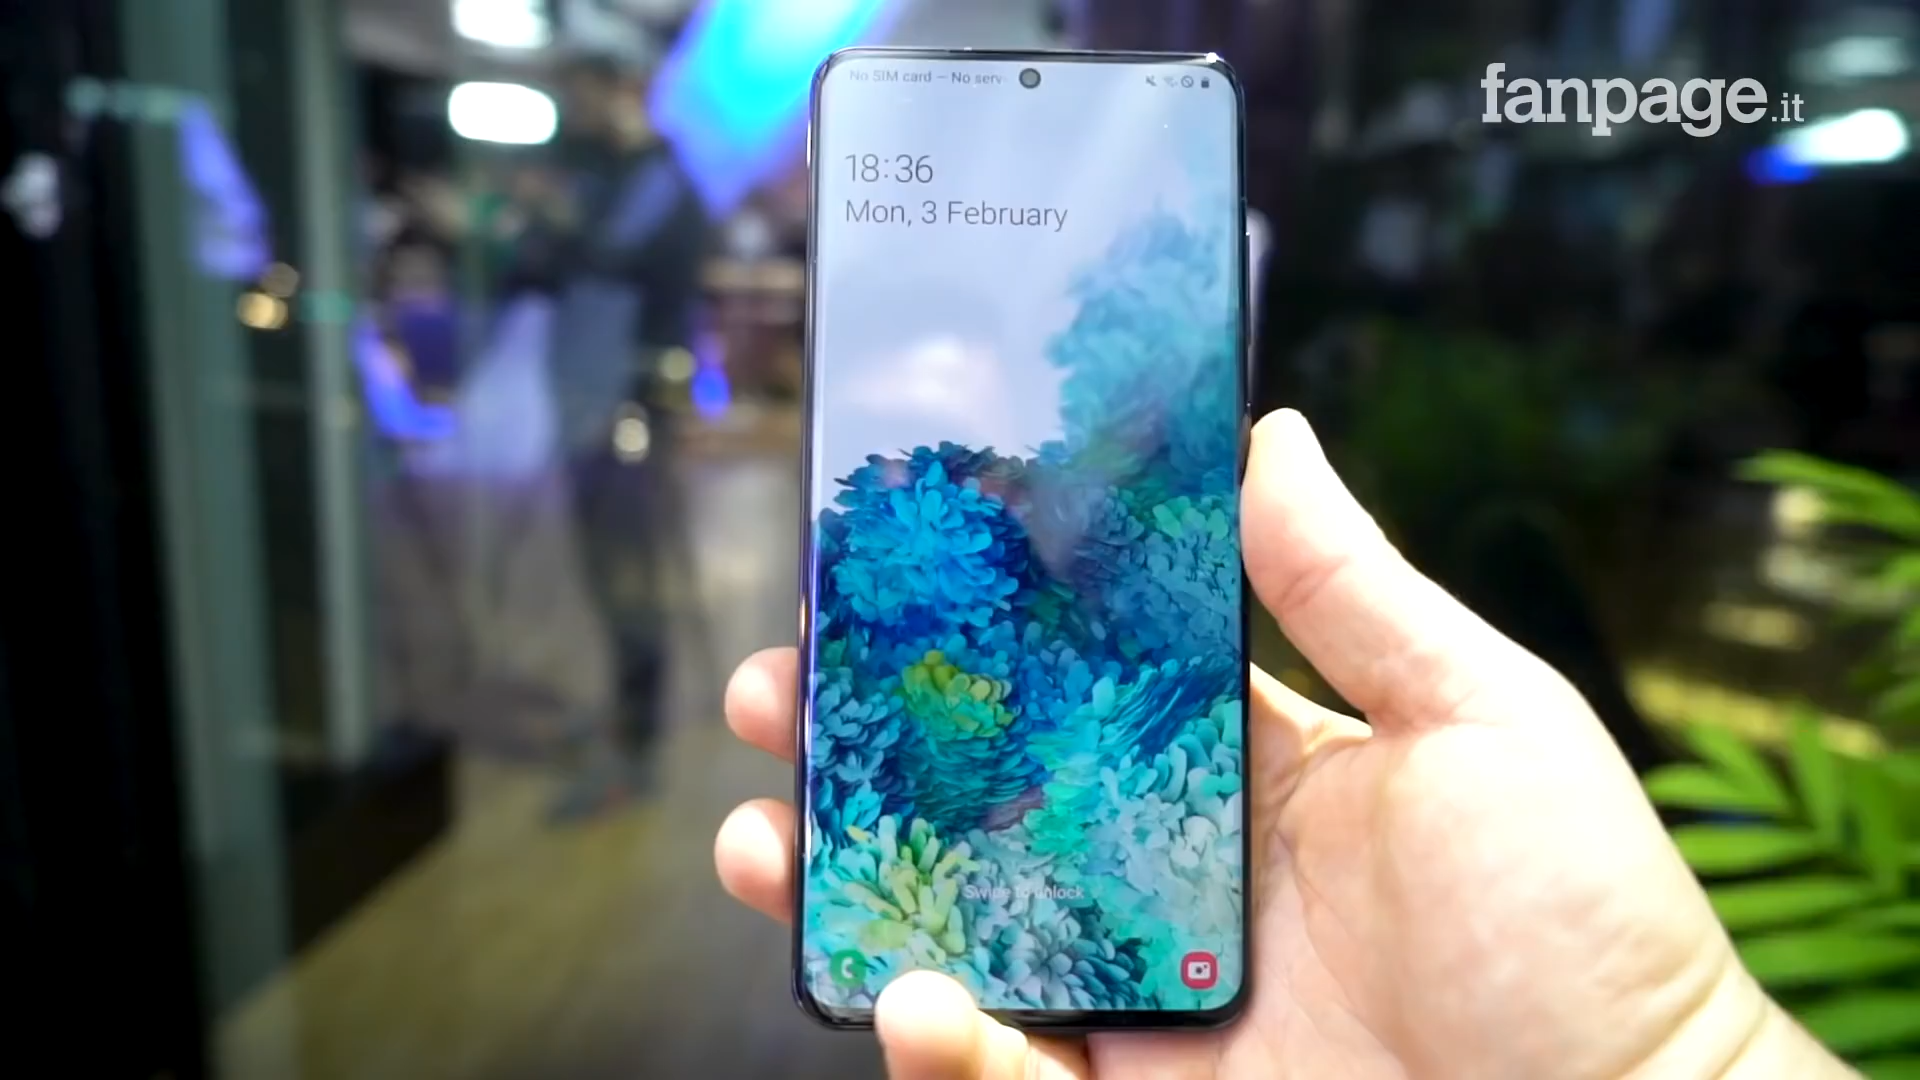 No SIM card – No serv
fanpage.it
18:36
Mon, 3 February
Swipe to unlock